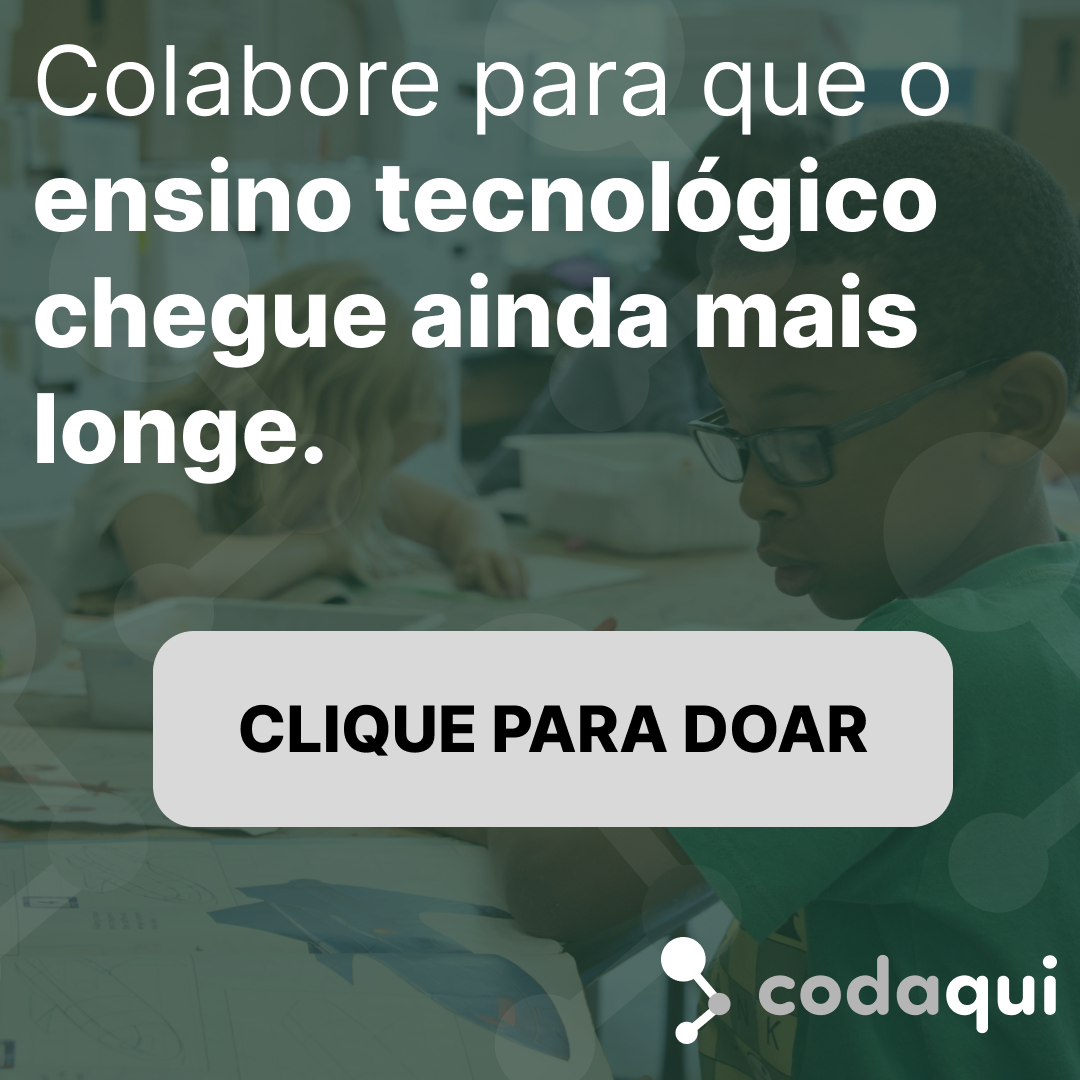 Colabore para que o
ensino tecnológico
chegue ainda mais
longe.
CLIQUE PARA DOAR
codaqui